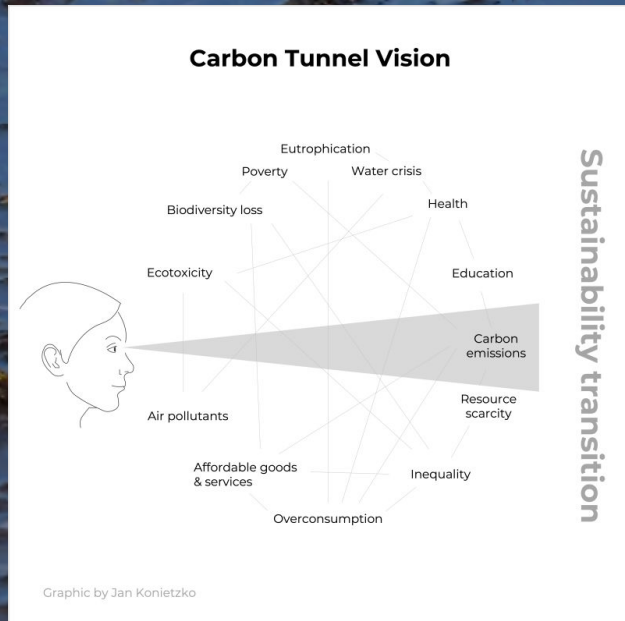 Carbon Tunnel Vision
Eutrophication
Poverty
Water crisis
Biodiversity loss
Health
Ecotoxicity
Education
Carbon
emissions
Resource
scarcity
Air pollutants
Affordable goods
& services
Inequality
Overconsumption
Sustainability transition
Graphic by Jan Konietzko